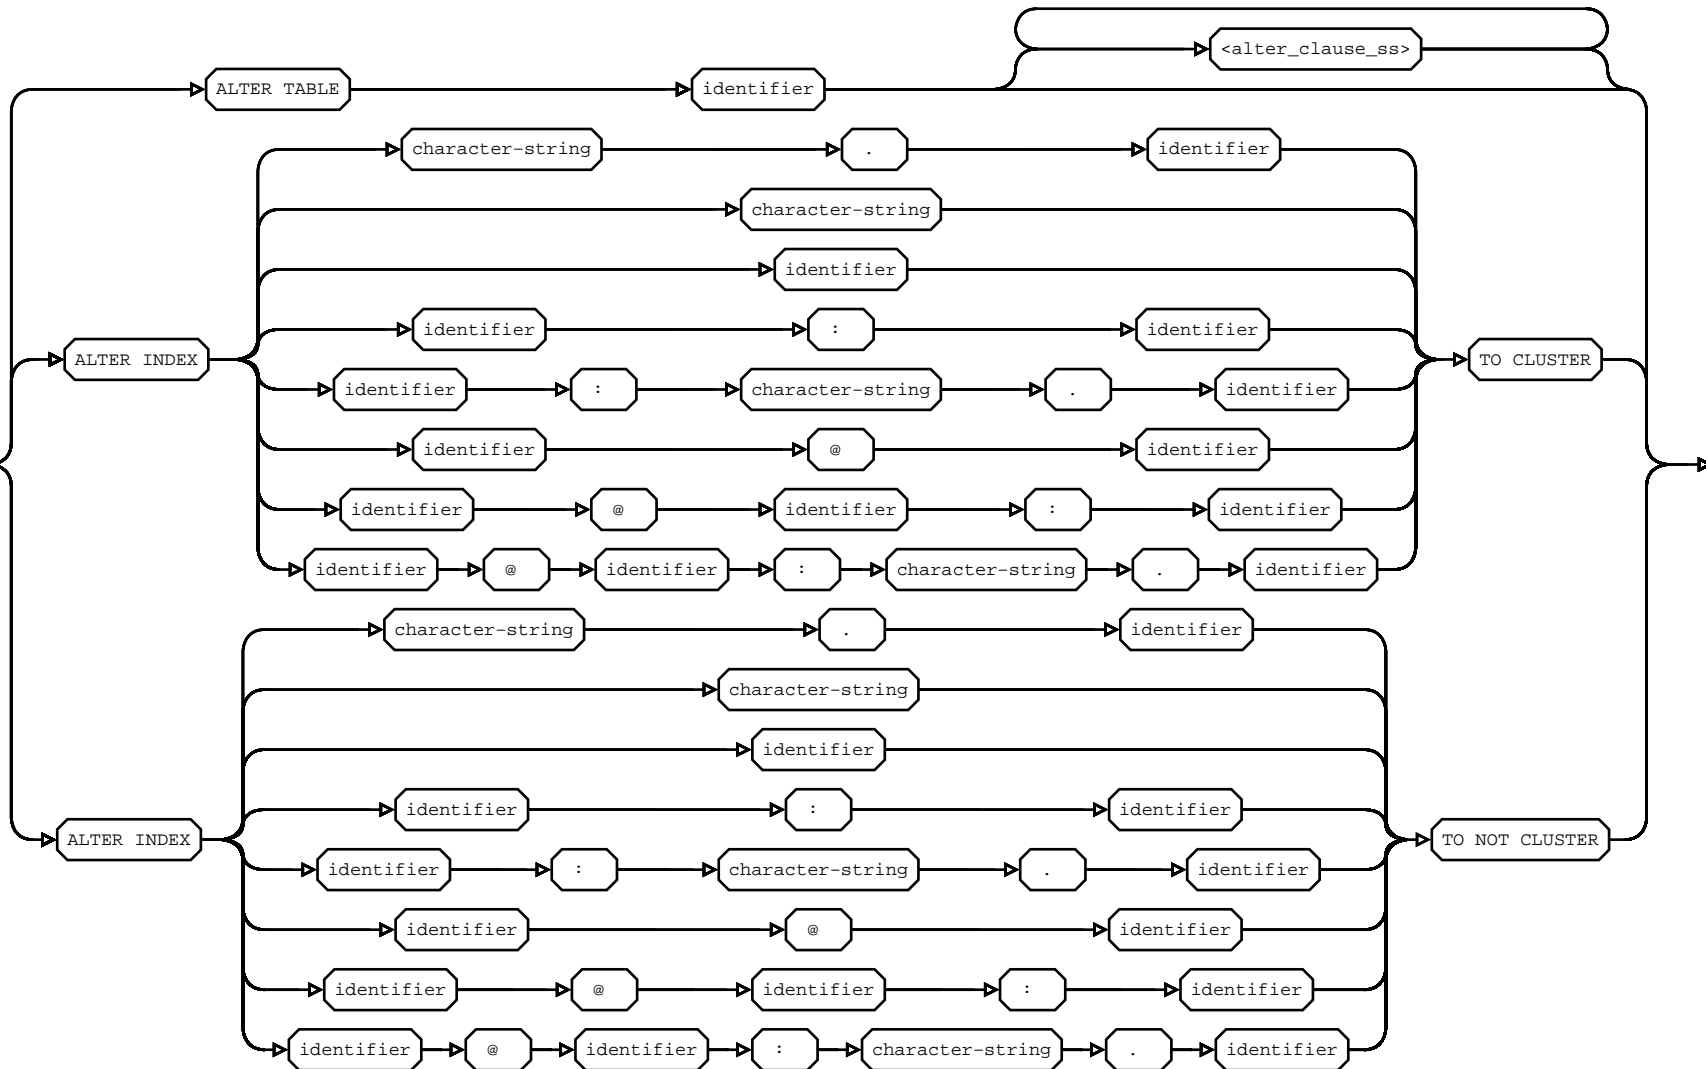 <alter_clause_ss>
ALTER TABLE identifier
character-string . identifier
character-string
identifier
identifier : identifier
ALTER INDEX TO CLUSTER
identifier : character-string . identifier
identifier @ identifier
identifier @ identifier : identifier
identifier @ identifier : character-string . identifier
character-string . identifier
character-string
identifier
identifier : identifier
ALTER INDEX TO NOT CLUSTER
identifier : character-string . identifier
identifier @ identifier
identifier @ identifier : identifier
identifier @ identifier : character-string . identifier